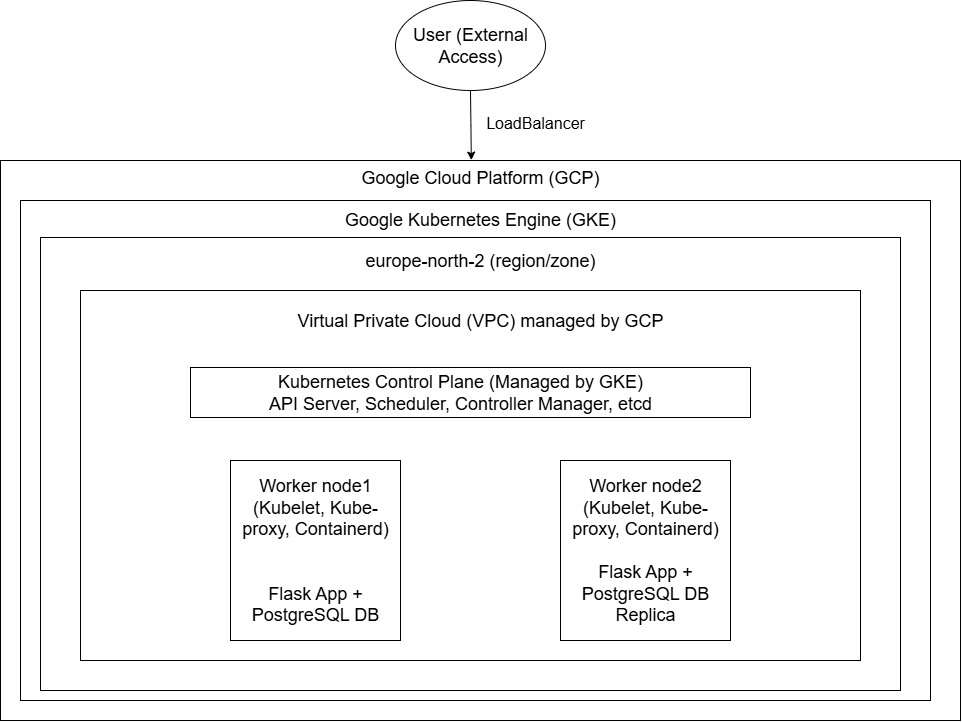 User (External
Access)
LoadBalancer
Google Cloud Platform (GCP)
Google Kubernetes Engine (GKE)
europe-north-2 (region/zone)
Virtual Private Cloud (VPC) managed by GCP
Kubernetes Control Plane (Managed by GKE)
API Server, Scheduler, Controller Manager, etcd
Worker node1
(Kubelet, Kube-
proxy, Containerd)
Flask App +
PostgreSQL DB
Worker node2
(Kubelet, Kube-
proxy, Containerd)
Flask App +
PostgreSQL DB
Replica